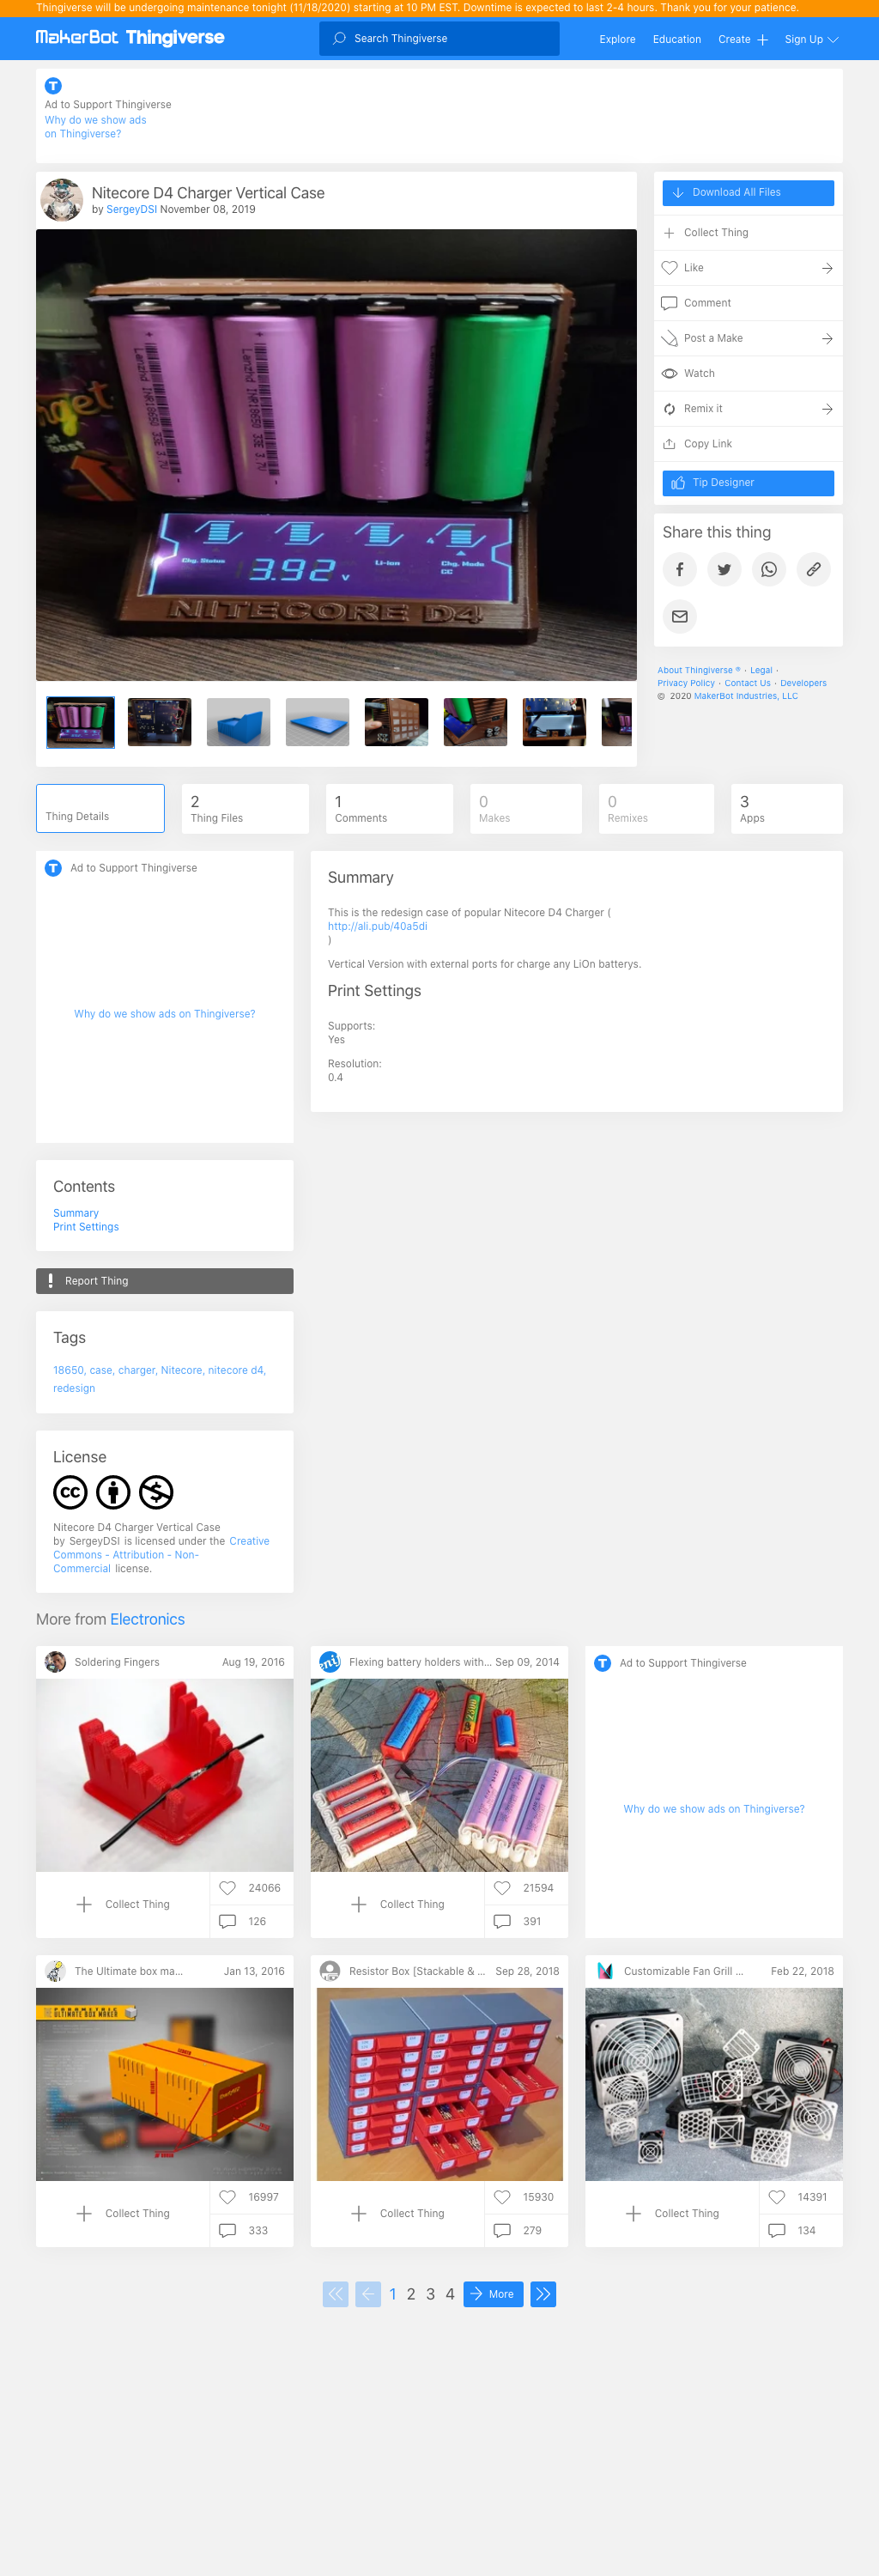 Thingiverse will be undergoing maintenance tonight (11/18/2020) starting at 10 PM EST. Downtime is expected to last 2-4 hours. Thank you for your patience.
MakerBot Thingiverse
Search Thingiverse
Explore Education Create Sign Up
Ad to Support Thingiverse
Why do we show ads
on Thingiverse?
Nitecore D4 Charger Vertical Case
by SergeyDSI November 08, 2019
Chg. Status
Li-ion
Chg. Mode
CC
3.92 v
NITECORE D4
Download All Files
Collect Thing
Like
Comment
Post a Make
Watch
Remix it
Copy Link
Tip Designer
Share this thing
About Thingiverse ® · Legal ·
Privacy Policy · Contact Us · Developers
© 2020 MakerBot Industries, LLC
Thing Details
2
Thing Files
1
Comments
0
Makes
0
Remixes
3
Apps
Ad to Support Thingiverse
Why do we show ads on Thingiverse?
Summary
This is the redesign case of popular Nitecore D4 Charger (
http://ali.pub/40a5di
)
Vertical Version with external ports for charge any LiOn batterys.
Print Settings
Supports:
Yes
Resolution:
0.4
Contents
Summary
Print Settings
Report Thing
Tags
18650, case, charger, Nitecore, nitecore d4,
redesign
License
Nitecore D4 Charger Vertical Case
by SergeyDSI is licensed under the Creative
Commons - Attribution - Non-
Commercial license.
More from Electronics
Soldering Fingers Aug 19, 2016
Collect Thing
24066
126
Flexing battery holders with... Sep 09, 2014
Collect Thing
21594
391
Ad to Support Thingiverse
Why do we show ads on Thingiverse?
The Ultimate box ma... Jan 13, 2016
ULTIMATE BOX MAKER
Collect Thing
16997
333
Resistor Box [Stackable & ... Sep 28, 2018
Collect Thing
15930
279
Customizable Fan Grill ... Feb 22, 2018
Collect Thing
14391
134
1 2 3 4 More